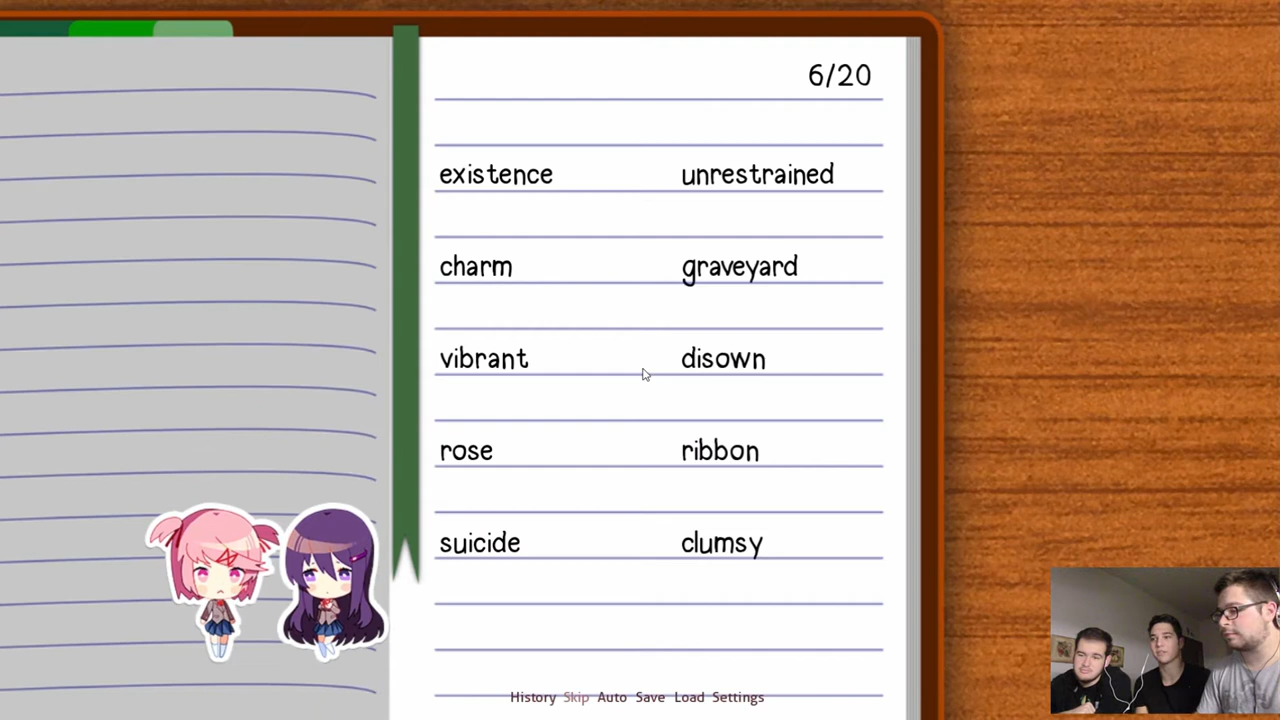 6/20
existence unrestrained
charm graveyard
vibrant disown
rose ribbon
suicide clumsy
History Skip Auto Save Load Settings